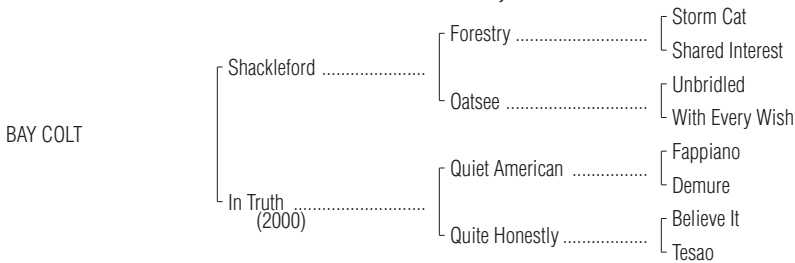 Storm Cat
Forestry ........................................
Shared Interest
Shackleford ......................
Unbridled
Oatsee ..........................................
With Every Wish
BAY COLT
Fappiano
Quiet American ......................
Demure
In Truth ............................
(2000)
Believe It
Quite Honestly ........................
Tesao